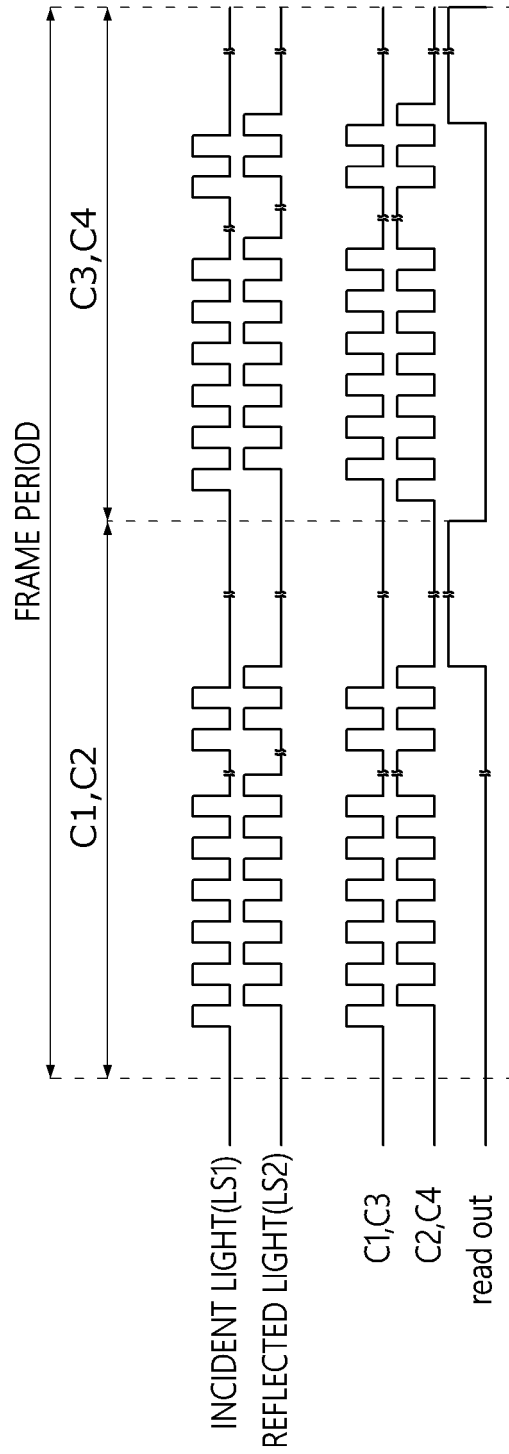 FRAME PERIOD
C1,C2
C3,C4
INCIDENT LIGHT(LS1)
REFLECTED LIGHT(LS2)
C1,C3
C2,C4
read out